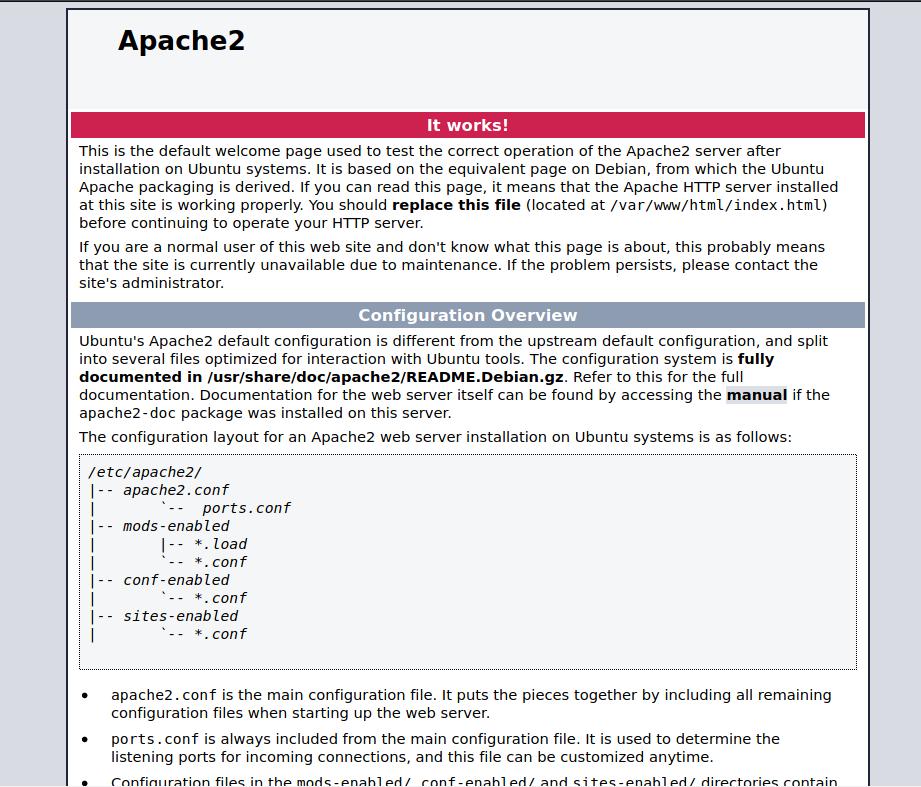 Apache2
It works!
This is the default welcome page used to test the correct operation of the Apache2 server after
installation on Ubuntu systems. It is based on the equivalent page on Debian, from which the Ubuntu
Apache packaging is derived. If you can read this page, it means that the Apache HTTP server installed
at this site is working properly. You should replace this file (located at /var/www/html/index.html)
before continuing to operate your HTTP server.
If you are a normal user of this web site and don't know what this page is about, this probably means
that the site is currently unavailable due to maintenance. If the problem persists, please contact the
site's administrator.
Configuration Overview
Ubuntu's Apache2 default configuration is different from the upstream default configuration, and split
into several files optimized for interaction with Ubuntu tools. The configuration system is fully
documented in /usr/share/doc/apache2/README.Debian.gz. Refer to this for the full
documentation. Documentation for the web server itself can be found by accessing the manual if the
apache2-doc package was installed on this server.
The configuration layout for an Apache2 web server installation on Ubuntu systems is as follows:
/etc/apache2/
|-- apache2.conf
|       `--  ports.conf
|-- mods-enabled
|       |-- *.load
|       `-- *.conf
|-- conf-enabled
|       `-- *.conf
|-- sites-enabled
|       `-- *.conf
• apache2.conf is the main configuration file. It puts the pieces together by including all remaining
configuration files when starting up the web server.
• ports.conf is always included from the main configuration file. It is used to determine the
listening ports for incoming connections, and this file can be customized anytime.
• Configuration files in the mods-enabled/, conf-enabled/ and sites-enabled/ directories contain